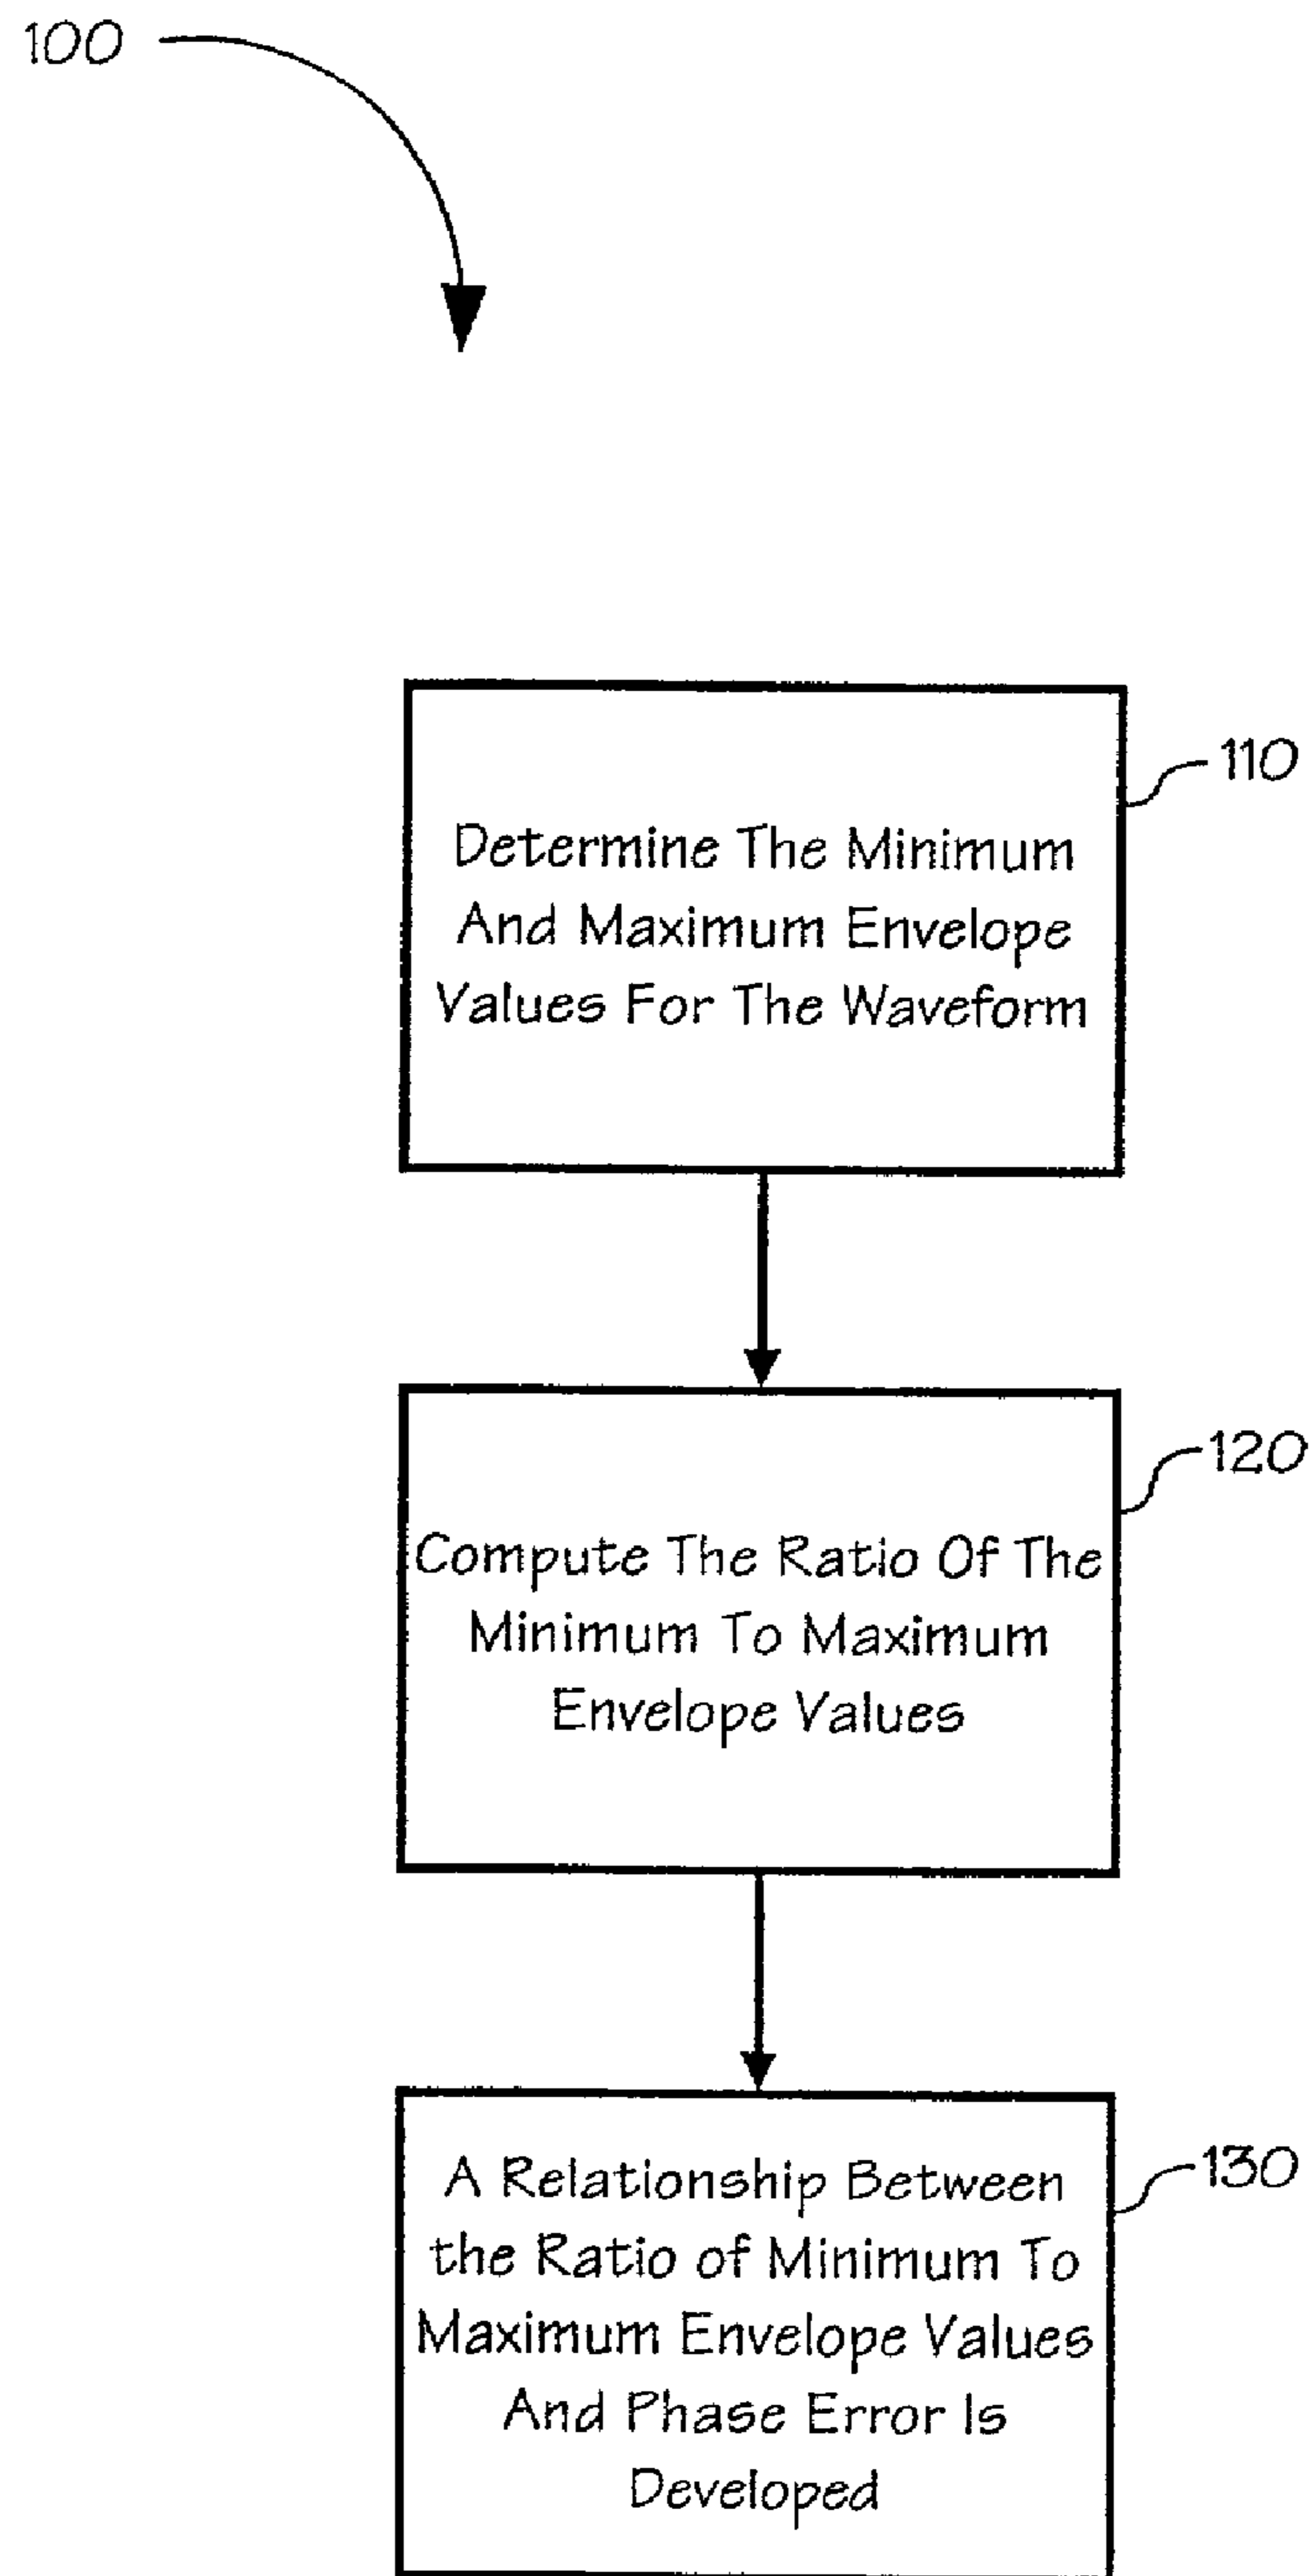 100
110
Determine The Minimum
And Maximum Envelope
Values For The Waveform
120
Compute The Ratio Of The
Minimum To Maximum
Envelope Values
130
A Relationship Between
the Ratio of Minimum To
Maximum Envelope Values
And Phase Error Is
Developed